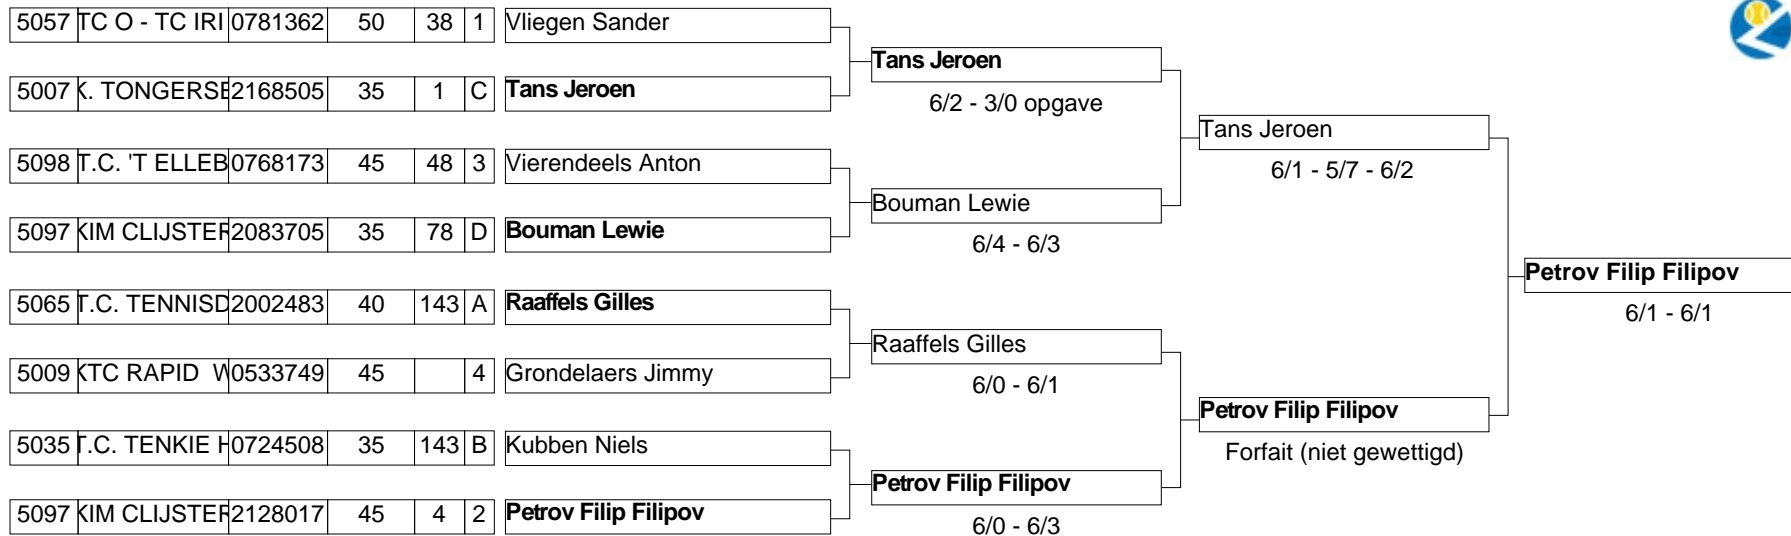 5057 TC O - TC IRI 0781362 50 38 1 Vliegen Sander
Tans Jeroen
5007 K. TONGERSE 2168505 35 1 C Tans Jeroen
6/2 - 3/0 opgave
Tans Jeroen
5098 T.C. 'T ELLEB 0768173 45 48 3 Vierendeels Anton
6/1 - 5/7 - 6/2
Bouman Lewie
5097 KIM CLIJSTER 2083705 35 78 D Bouman Lewie
6/4 - 6/3
Petrov Filip Filipov
5065 T.C. TENNISD 2002483 40 143 A Raaffels Gilles
6/1 - 6/1
Raaffels Gilles
5009 KTC RAPID W 0533749 45 4 Grondelaers Jimmy
6/0 - 6/1
Petrov Filip Filipov
5035 T.C. TENKIE H 0724508 35 143 B Kubben Niels
Forfait (niet gewettigd)
Petrov Filip Filipov
5097 KIM CLIJSTER 2128017 45 4 2 Petrov Filip Filipov
6/0 - 6/3